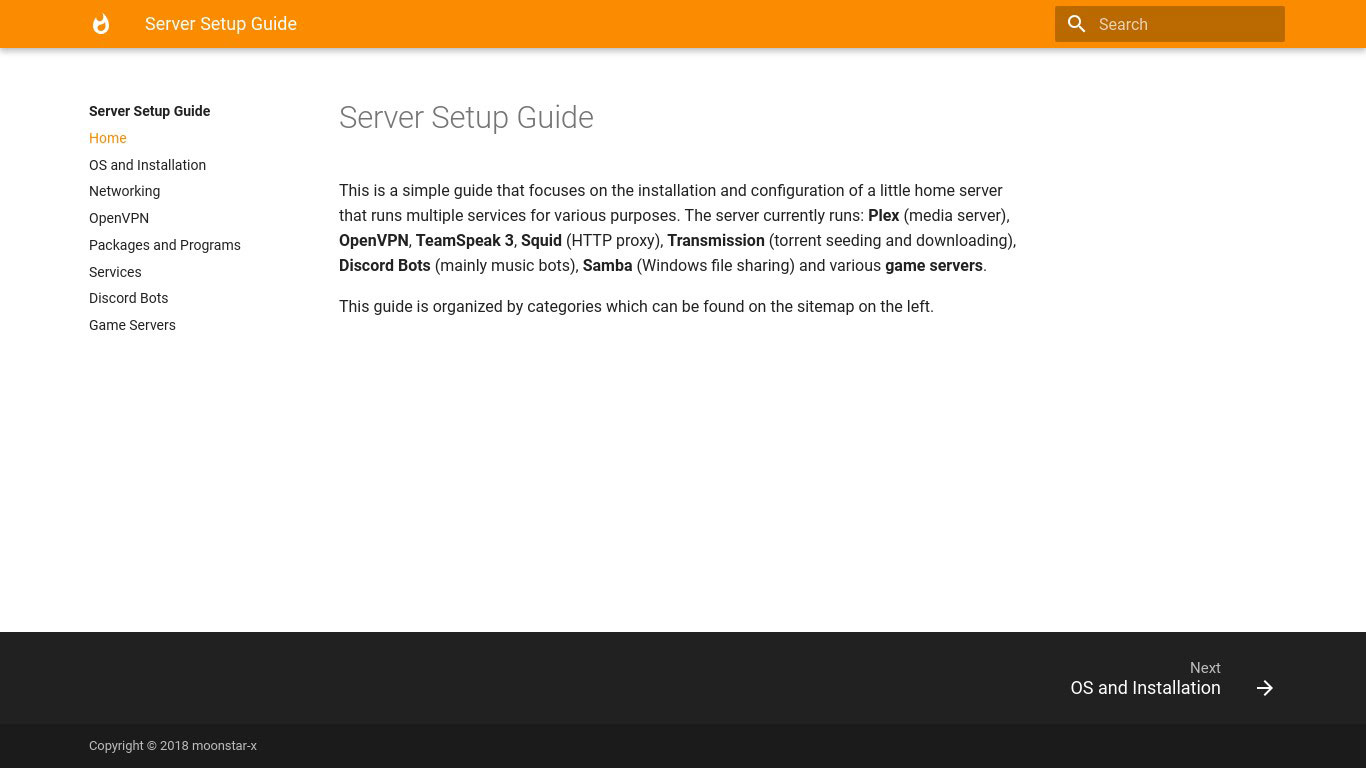 Server Setup Guide
Search
Server Setup Guide
Home
OS and Installation
Networking
OpenVPN
Packages and Programs
Services
Discord Bots
Game Servers
Server Setup Guide
This is a simple guide that focuses on the installation and configuration of a little home server
that runs multiple services for various purposes. The server currently runs: Plex (media server),
OpenVPN, TeamSpeak 3, Squid (HTTP proxy), Transmission (torrent seeding and downloading),
Discord Bots (mainly music bots), Samba (Windows file sharing) and various game servers.
This guide is organized by categories which can be found on the sitemap on the left.
Next
OS and Installation
Copyright © 2018 moonstar-x